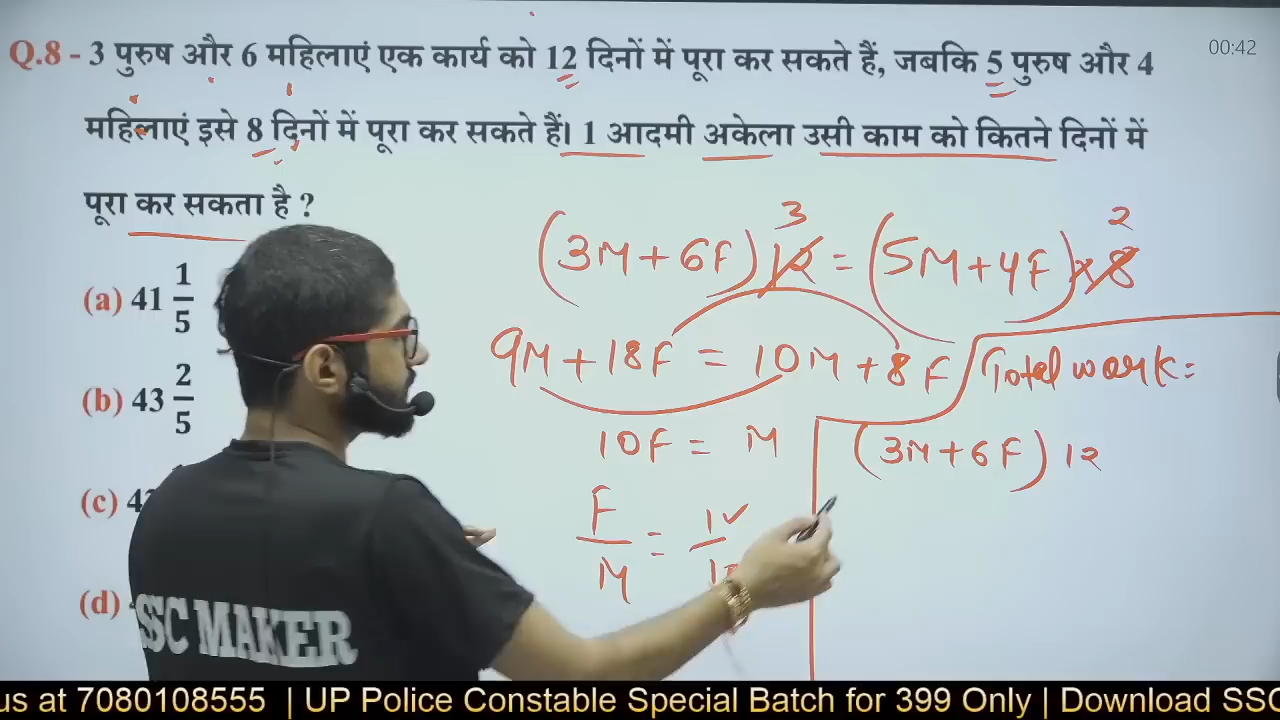 Q.8 - 3 पुरुष और 6 महिलाएं एक कार्य को 12 दिनों में पूरा कर सकते हैं, जबकि 5 पुरुष और 4
00:42
महिलाएं इसे 8 दिनों में पूरा कर सकते हैं। 1 आदमी अकेला उसी काम को कितने दिनों में
पूरा कर सकता है ?
3 2
(3M+6F) 12 = (5M+4F)×8
(a) 41 1/5
9M+18F = 10M+8F
Total work=
(b) 43 2/5
10F = M
(3M+6F) 12
(c) 4
F/M = 1/
(d)
SSC MAKER
us at 7080108555 | UP Police Constable Special Batch for 399 Only | Download SSC